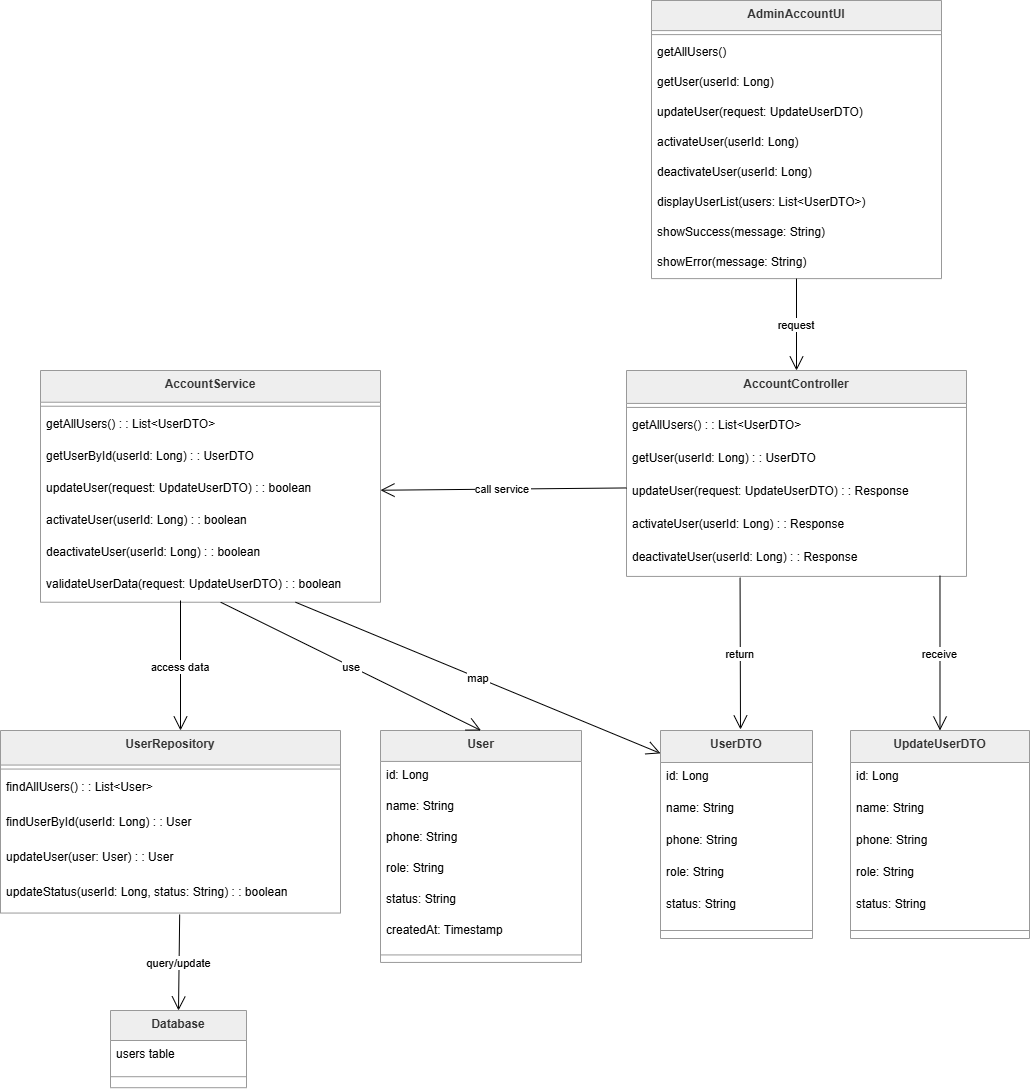 AdminAccountUI
getAllUsers()
getUser(userId: Long)
updateUser(request: UpdateUserDTO)
activateUser(userId: Long)
deactivateUser(userId: Long)
displayUserList(users: List<UserDTO>)
showSuccess(message: String)
showError(message: String)
request
AccountService
getAllUsers() : : List<UserDTO>
getUserById(userId: Long) : : UserDTO
updateUser(request: UpdateUserDTO) : : boolean
activateUser(userId: Long) : : boolean
deactivateUser(userId: Long) : : boolean
validateUserData(request: UpdateUserDTO) : : boolean
call service
AccountController
getAllUsers() : : List<UserDTO>
getUser(userId: Long) : : UserDTO
updateUser(request: UpdateUserDTO) : : Response
activateUser(userId: Long) : : Response
deactivateUser(userId: Long) : : Response
access data
use
map
return
receive
UserRepository
findAllUsers() : : List<User>
findUserById(userId: Long) : : User
updateUser(user: User) : : User
updateStatus(userId: Long, status: String) : : boolean
User
id: Long
name: String
phone: String
role: String
status: String
createdAt: Timestamp
UserDTO
id: Long
name: String
phone: String
role: String
status: String
UpdateUserDTO
id: Long
name: String
phone: String
role: String
status: String
query/update
Database
users table